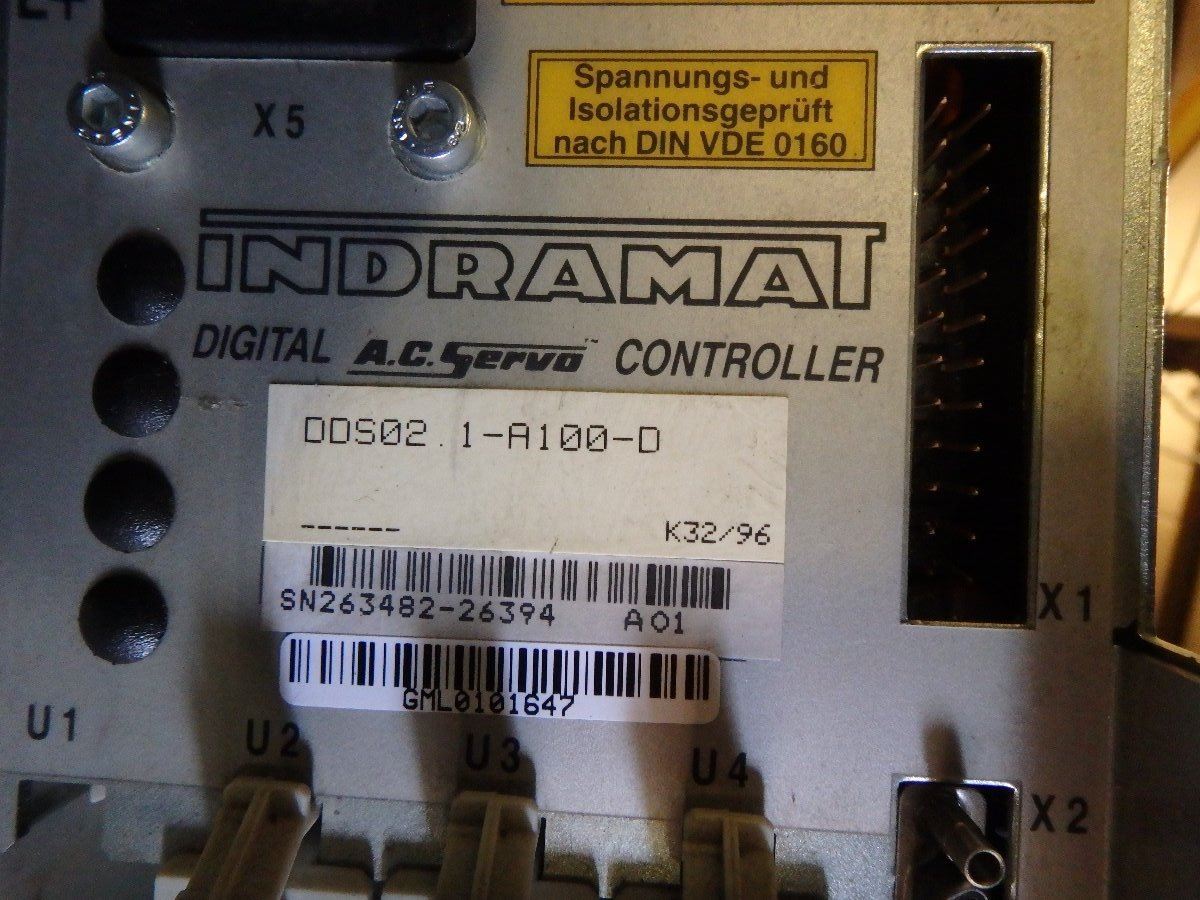 L+
X5
Spannungs- und
Isolationsgeprüft
nach DIN VDE 0160
INDRAMAT
DIGITAL A.C. Servo™ CONTROLLER
DDS02.1-A100-D
------ K32/96
SN263482-26394 A01
X1
GML0101647
U1 U2 U3 U4
X2